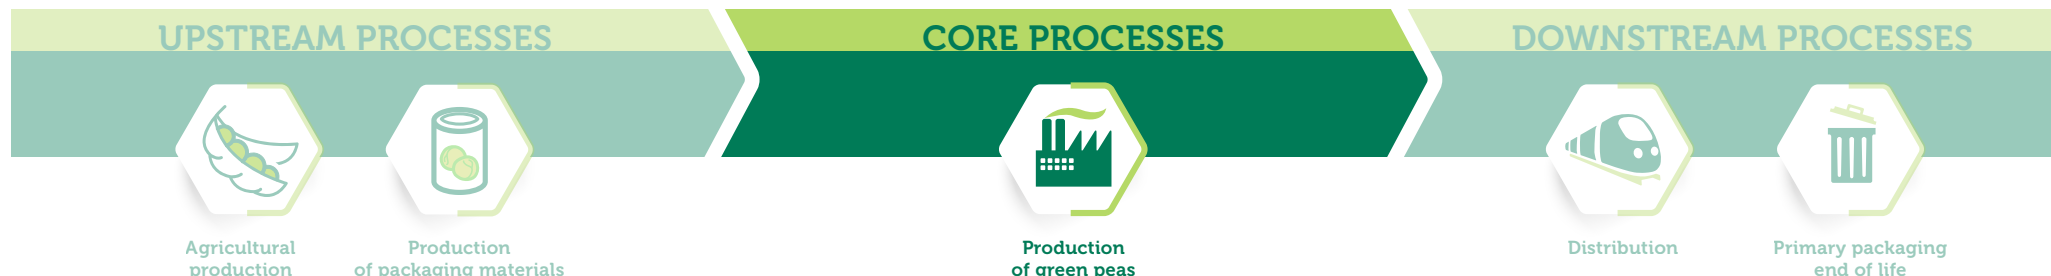 UPSTREAM PROCESSES
CORE PROCESSES
DOWNSTREAM PROCESSES
Agricultural
production
Production
of packaging materials
Production
of green peas
Distribution
Primary packaging
end of life